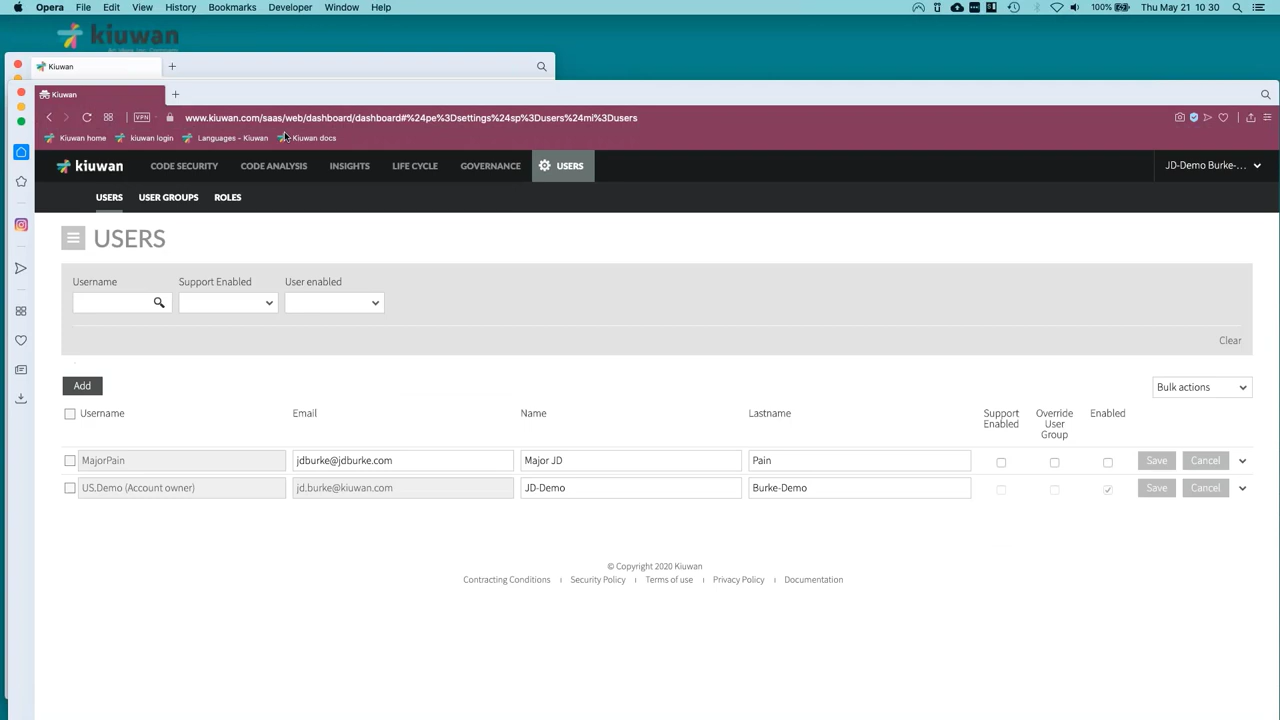 Opera File Edit View History Bookmarks Developer Window Help 100% Thu May 21 10 30
kiuwan
Kiuwan
Kiuwan
VPN www.kiuwan.com/saas/web/dashboard/dashboard#%24pe%3Dsettings%24sp%3Dusers%24mi%3Dusers
Kiuwan home kiuwan login Languages - Kiuwan Kiuwan docs
kiuwan CODE SECURITY CODE ANALYSIS INSIGHTS LIFE CYCLE GOVERNANCE USERS JD-Demo Burke-...
USERS USER GROUPS ROLES
USERS
Username Support Enabled User enabled
Clear
Add Bulk actions
Username Email Name Lastname Support Enabled Override User Group Enabled
MajorPain jdburke@jdburke.com Major JD Pain Save Cancel
US.Demo (Account owner) jd.burke@kiuwan.com JD-Demo Burke-Demo Save Cancel
© Copyright 2020 Kiuwan
Contracting Conditions | Security Policy | Terms of use | Privacy Policy | Documentation